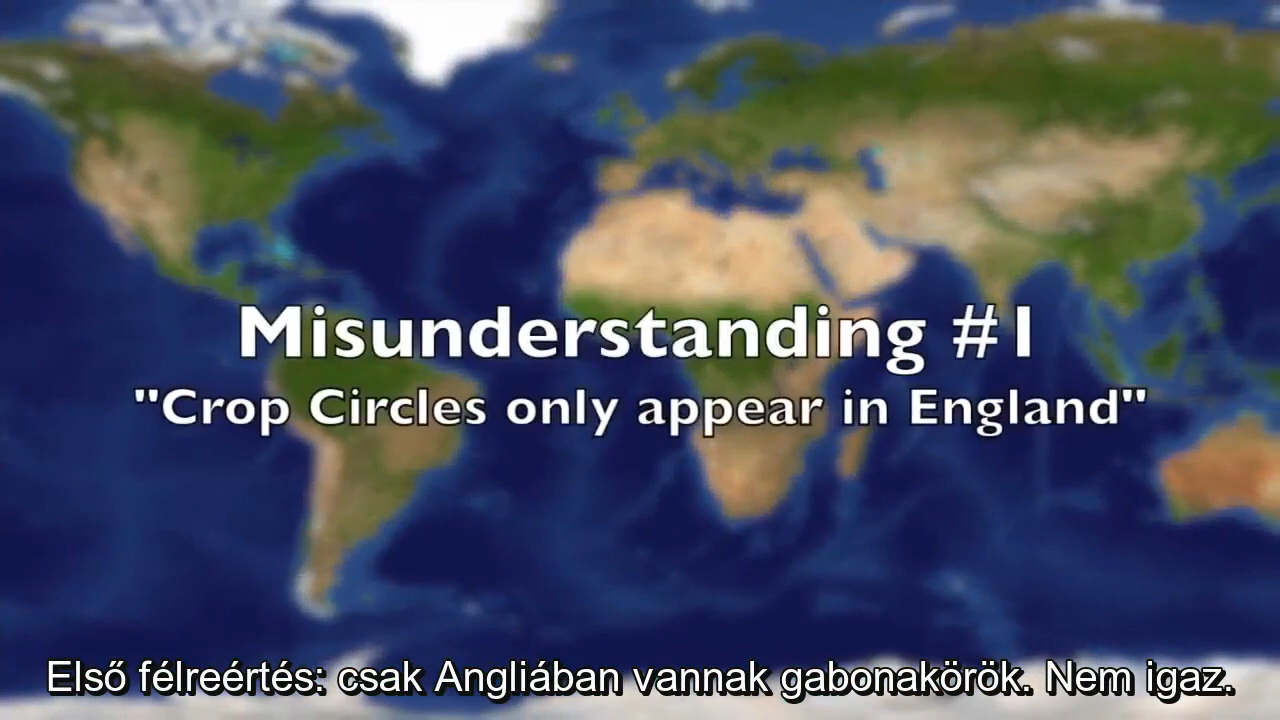 Misunderstanding #1
"Crop Circles only appear in England"
Első félreértés: csak Angliában vannak gabonakörök. Nem igaz.